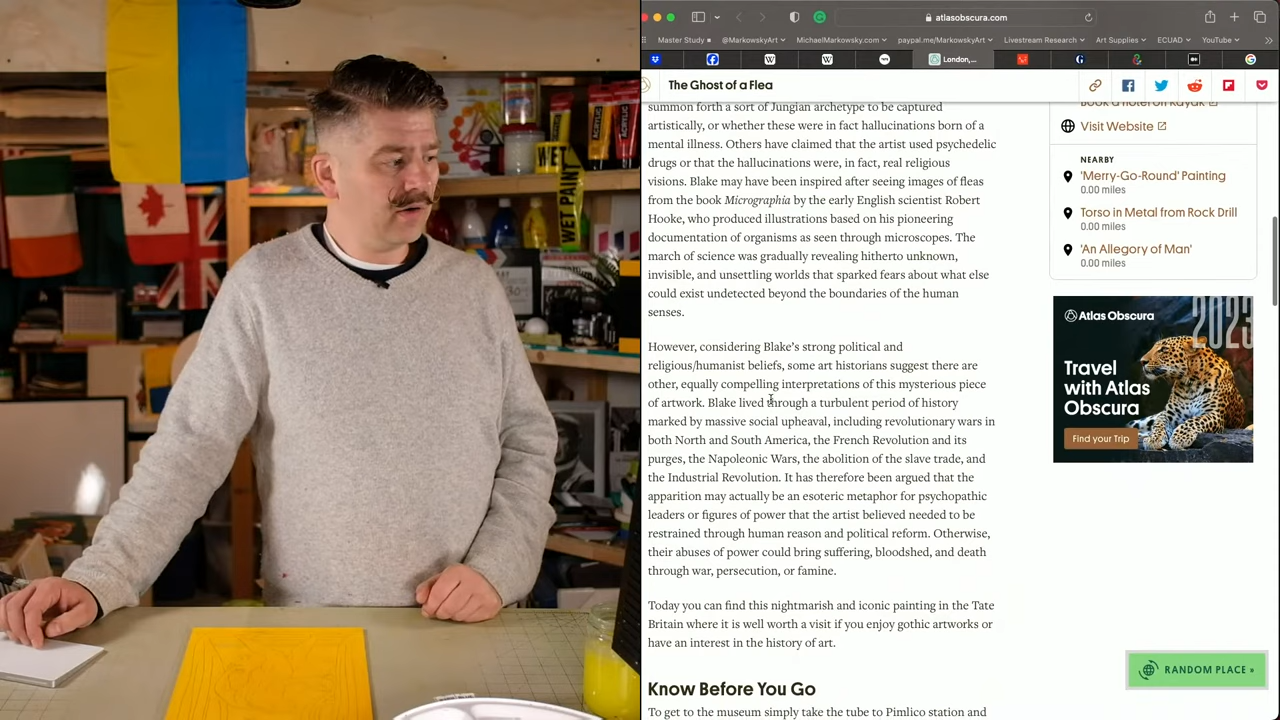 atlasobscura.com
Master Study
@MarkowskyArt
MichaelMarkowsky.com
paypal.me/MarkowskyArt
Livestream Research
Art Supplies
ECUAD
YouTube
London,...
The Ghost of a Flea
summon forth a sort of Jungian archetype to be captured
artistically, or whether these were in fact hallucinations born of a
mental illness. Others have claimed that the artist used psychedelic
drugs or that the hallucinations were, in fact, real religious
visions. Blake may have been inspired after seeing images of fleas
from the book Micrographia by the early English scientist Robert
Hooke, who produced illustrations based on his pioneering
documentation of organisms as seen through microscopes. The
march of science was gradually revealing hitherto unknown,
invisible, and unsettling worlds that sparked fears about what else
could exist undetected beyond the boundaries of the human
senses.
However, considering Blake's strong political and
religious/humanist beliefs, some art historians suggest there are
other, equally compelling interpretations of this mysterious piece
of artwork. Blake lived through a turbulent period of history
marked by massive social upheaval, including revolutionary wars in
both North and South America, the French Revolution and its
purges, the Napoleonic Wars, the abolition of the slave trade, and
the Industrial Revolution. It has therefore been argued that the
apparition may actually be an esoteric metaphor for psychopathic
leaders or figures of power that the artist believed needed to be
restrained through human reason and political reform. Otherwise,
their abuses of power could bring suffering, bloodshed, and death
through war, persecution, or famine.
Today you can find this nightmarish and iconic painting in the Tate
Britain where it is well worth a visit if you enjoy gothic artworks or
have an interest in the history of art.
Know Before You Go
To get to the museum simply take the tube to Pimlico station and
Book a hotel on Kayak
Visit Website
NEARBY
'Merry-Go-Round' Painting
0.00 miles
Torso in Metal from Rock Drill
0.00 miles
'An Allegory of Man'
0.00 miles
Atlas Obscura
2023
Travel
with Atlas
Obscura
Find your Trip
RANDOM PLACE »
WET
WET PAINT
ACRYLIC
ACRYLIC